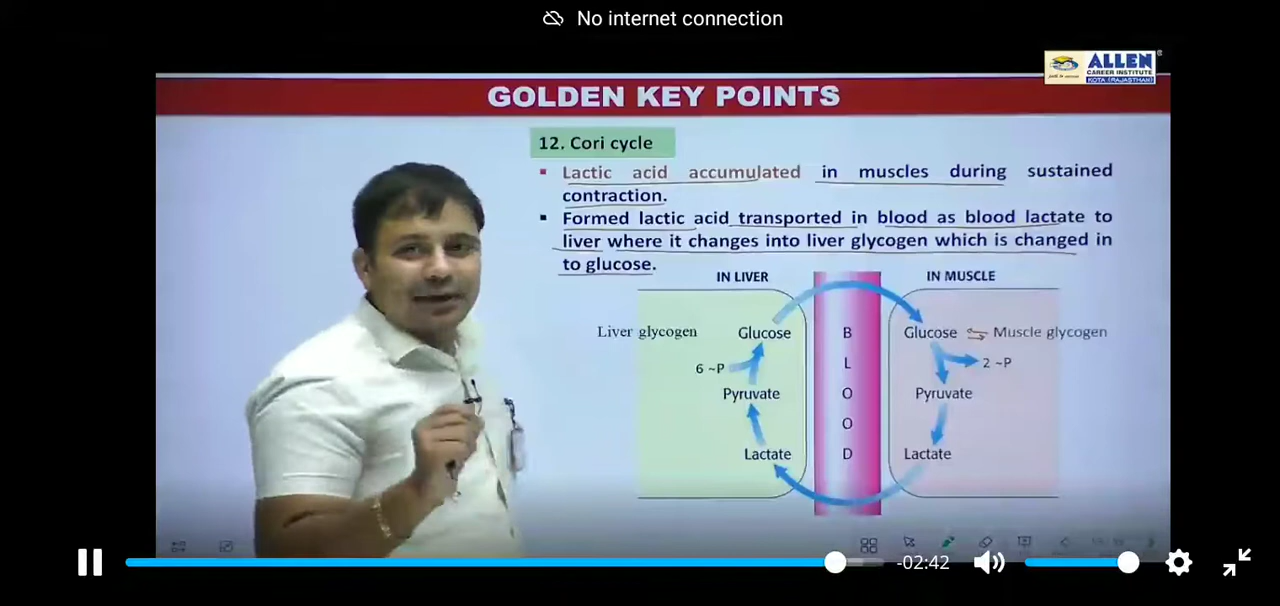 No internet connection
ALLEN
CAREER INSTITUTE
KOTA (RAJASTHAN)
GOLDEN KEY POINTS
12. Cori cycle
▪ Lactic acid accumulated in muscles during sustained
contraction.
▪ Formed lactic acid transported in blood as blood lactate to
liver where it changes into liver glycogen which is changed in
to glucose.
IN LIVER
IN MUSCLE
Liver glycogen Glucose
6 ~P
Pyruvate
Lactate
B
L
O
O
D
Glucose ⇋ Muscle glycogen
2 ~P
Pyruvate
Lactate
-02:42